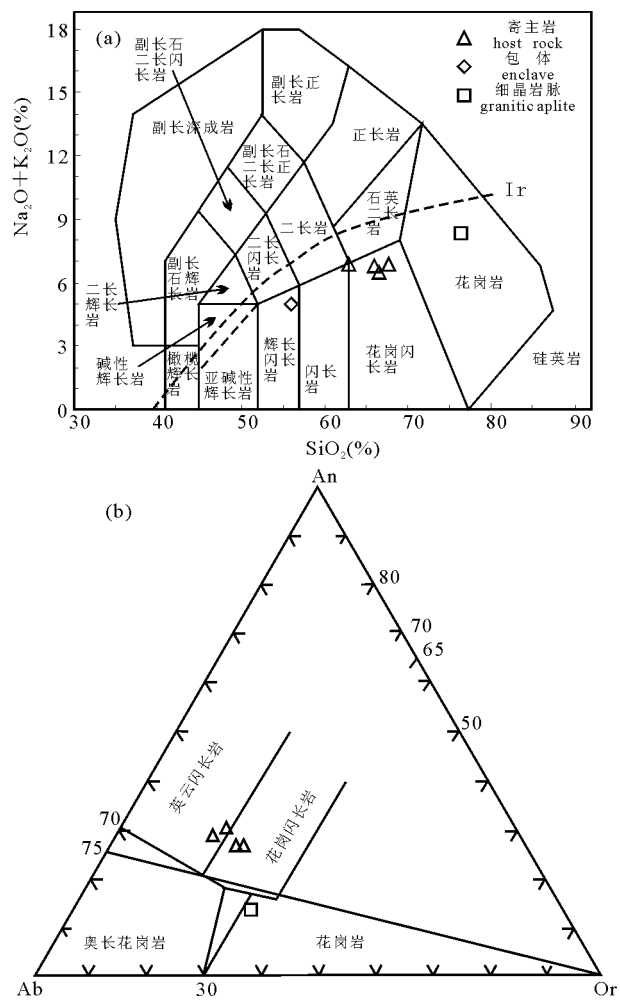 (a)
寄主岩
host rock
包 体
enclave
细晶岩脉
granitic aplite
Na₂O+K₂O(%)
18
15
12
9
6
3
0
副长石
二长闪
长岩
副长深成岩
副长正
长岩
副长石
二长正
长岩
正长岩
石英
二长
岩
二长岩
二长
闪长
岩
副长
石辉
长岩
二长
辉长
岩
碱性
辉长岩
橄榄
辉长
岩
亚碱性
辉长岩
辉长
闪长
岩
闪长
岩
花岗闪
长岩
花岗岩
硅英岩
Ir
30 40 50 60 70 80 90
SiO₂(%)
(b)
An
80
70
65
50
英云闪长岩
花岗闪长岩
70
75
奥长花岗岩
花岗岩
Ab
30
Or